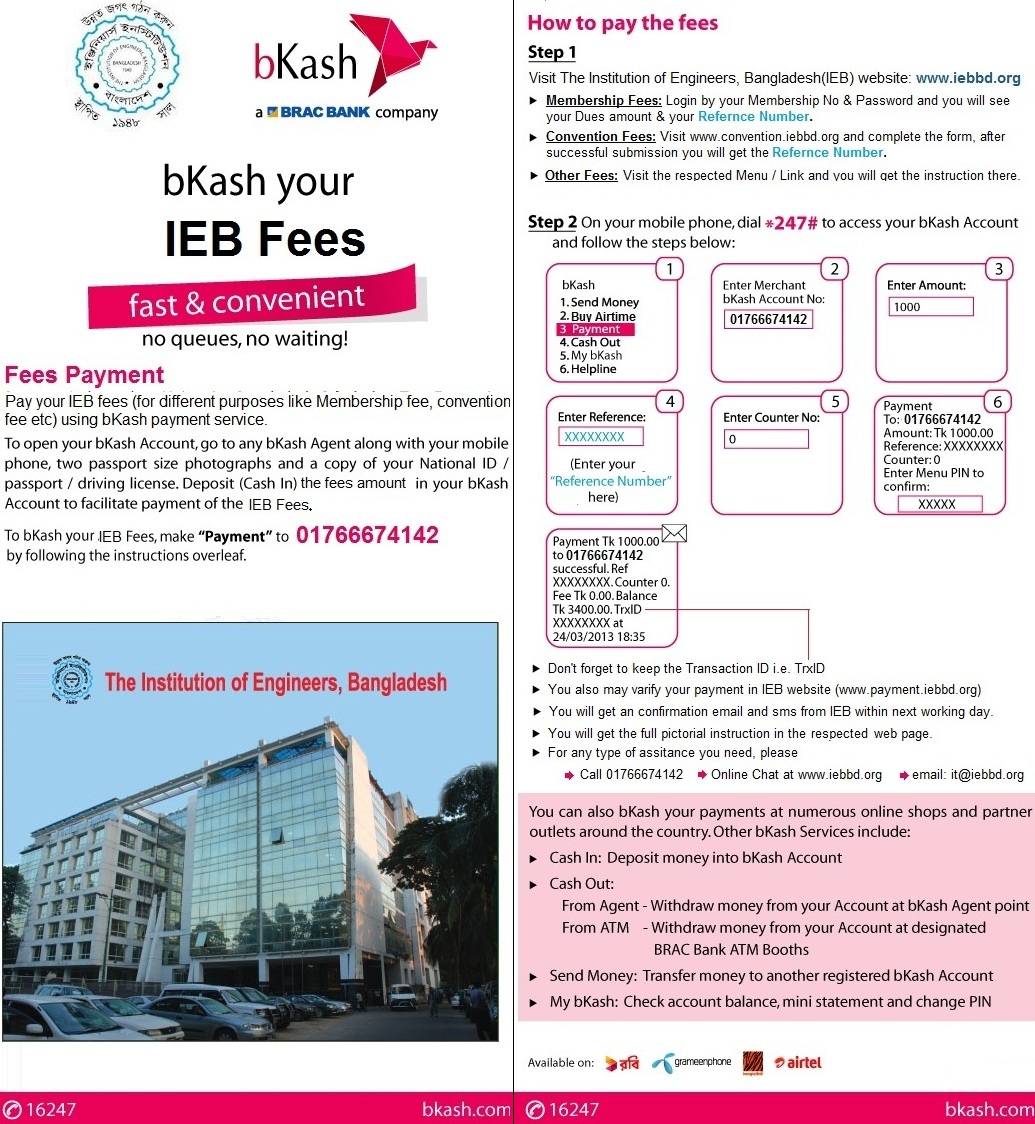 উন্নত জগৎ গঠন করুন
ইঞ্জিনিয়ার্স ইনস্টিটিউশন
THE INSTITUTION OF ENGINEERS
BANGLADESH
1948
বাংলাদেশ
স্থাপিত ১৯৪৮ সাল
bKash
a BRAC BANK company
bKash your
IEB Fees
fast & convenient
no queues, no waiting!
Fees Payment
Pay your IEB fees (for different purposes like Membership fee, convention
fee etc) using bKash payment service.
To open your bKash Account, go to any bKash Agent along with your mobile
phone, two passport size photographs and a copy of your National ID /
passport / driving license. Deposit (Cash In) the fees amount in your bKash
Account to facilitate payment of the IEB Fees.
To bKash your IEB Fees, make “Payment” to 01766674142
by following the instructions overleaf.
The Institution of Engineers, Bangladesh
16247
bkash.com
How to pay the fees
Step 1
Visit The Institution of Engineers, Bangladesh(IEB) website: www.iebbd.org
Membership Fees: Login by your Membership No & Password and you will see
your Dues amount & your Refernce Number.
Convention Fees: Visit www.convention.iebbd.org and complete the form, after
successful submission you will get the Refernce Number.
Other Fees: Visit the respected Menu / Link and you will get the instruction there.
Step 2 On your mobile phone, dial *247# to access your bKash Account
and follow the steps below:
1
bKash
1. Send Money
2. Buy Airtime
3 Payment
4. Cash Out
5. My bKash
6. Helpline
2
Enter Merchant
bKash Account No:
01766674142
3
Enter Amount:
1000
4
Enter Reference:
XXXXXXXX
(Enter your
“Reference Number”
here)
5
Enter Counter No:
0
6
Payment
To: 01766674142
Amount: Tk 1000.00
Reference: XXXXXXXX
Counter: 0
Enter Menu PIN to
confirm:
XXXXX
Payment Tk 1000.00
to 01766674142
successful. Ref
XXXXXXXX. Counter 0.
Fee Tk 0.00. Balance
Tk 3400.00. TrxID
XXXXXXXX at
24/03/2013 18:35
Don't forget to keep the Transaction ID i.e. TrxID
You also may varify your payment in IEB website (www.payment.iebbd.org)
You will get an confirmation email and sms from IEB within next working day.
You will get the full pictorial instruction in the respected web page.
For any type of assitance you need, please
Call 01766674142 Online Chat at www.iebbd.org email: it@iebbd.org
You can also bKash your payments at numerous online shops and partner
outlets around the country. Other bKash Services include:
Cash In: Deposit money into bKash Account
Cash Out:
From Agent - Withdraw money from your Account at bKash Agent point
From ATM - Withdraw money from your Account at designated
BRAC Bank ATM Booths
Send Money: Transfer money to another registered bKash Account
My bKash: Check account balance, mini statement and change PIN
Available on: রবি grameenphone banglalink airtel
16247
bkash.com